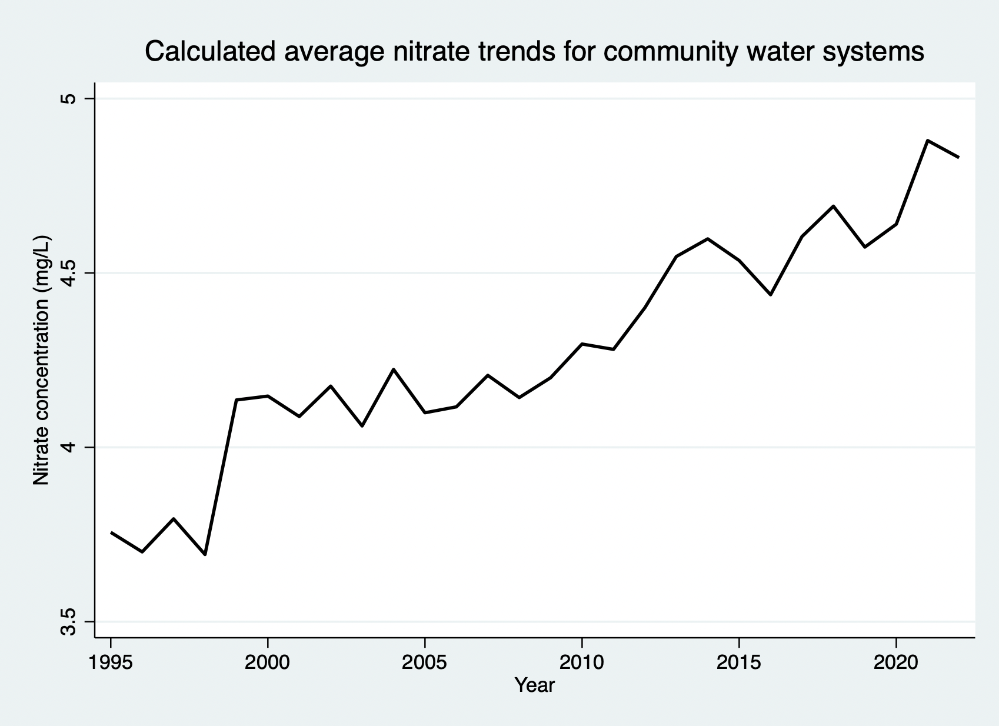 Calculated average nitrate trends for community water systems
Nitrate concentration (mg/L)
5
4.5
4
3.5
1995 2000 2005 2010 2015 2020
Year